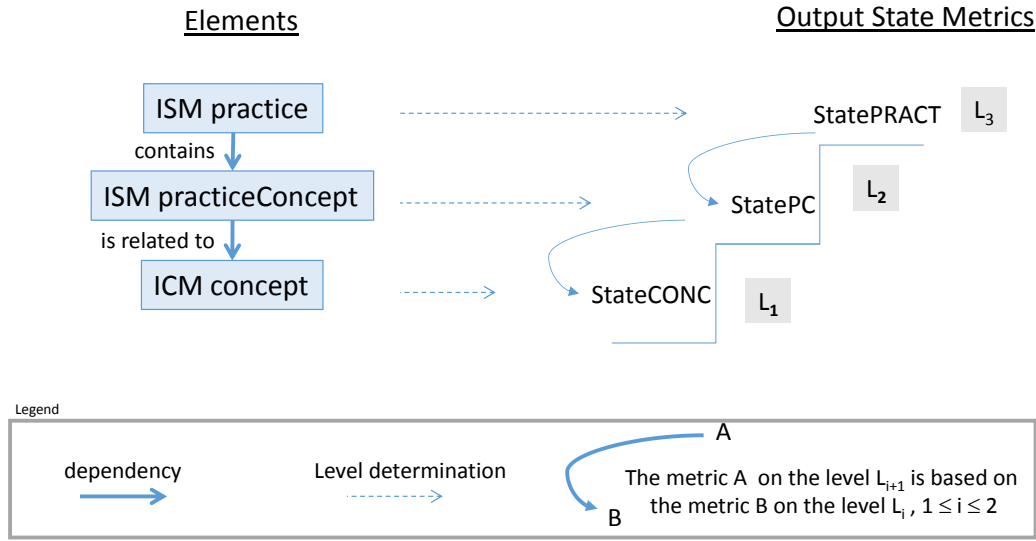 Elements
Output State Metrics
ISM practice
StatePRACT
L3
contains
ISM practiceConcept
StatePC
L2
is related to
ICM concept
StateCONC
L1
Legend
dependency
Level determination
A
B
The metric A on the level Li+1 is based on
the metric B on the level Li , 1 ≤ i ≤ 2